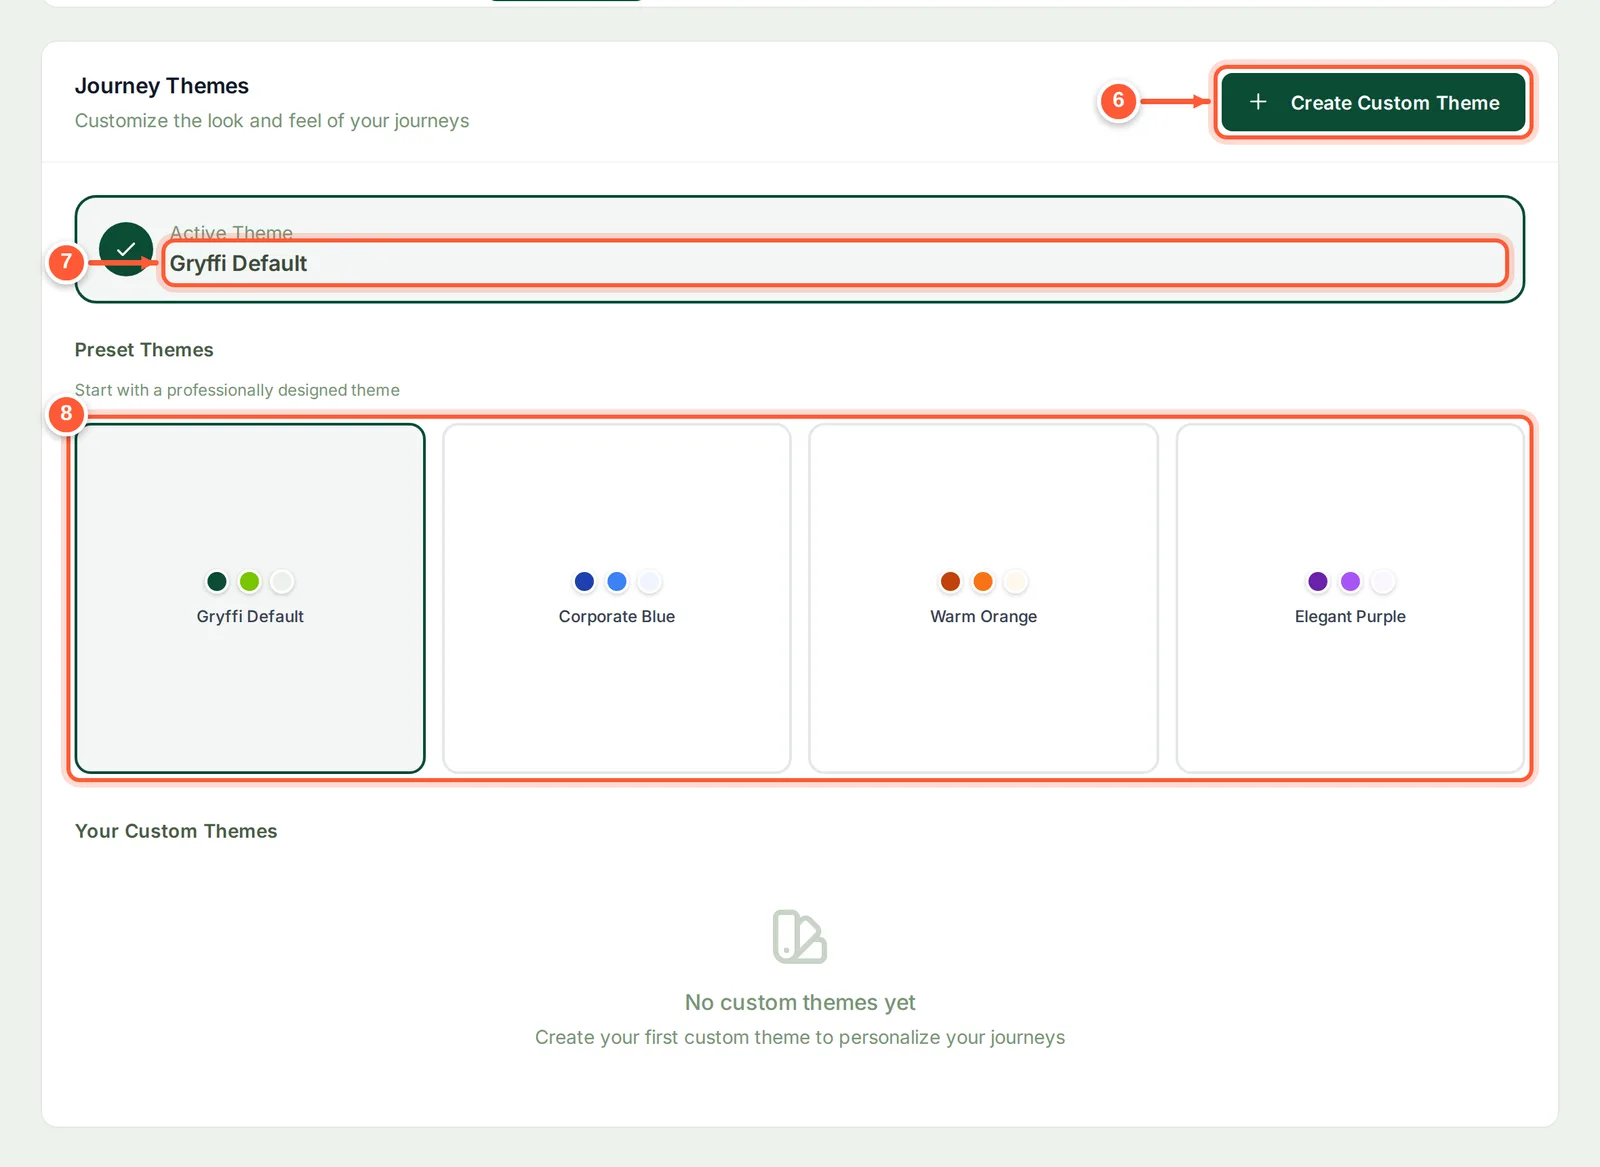 Journey Themes
Customize the look and feel of your journeys
6
Create Custom Theme
Active Theme
7
Gryffi Default
Preset Themes
Start with a professionally designed theme
8
Gryffi Default
Corporate Blue
Warm Orange
Elegant Purple
Your Custom Themes
No custom themes yet
Create your first custom theme to personalize your journeys